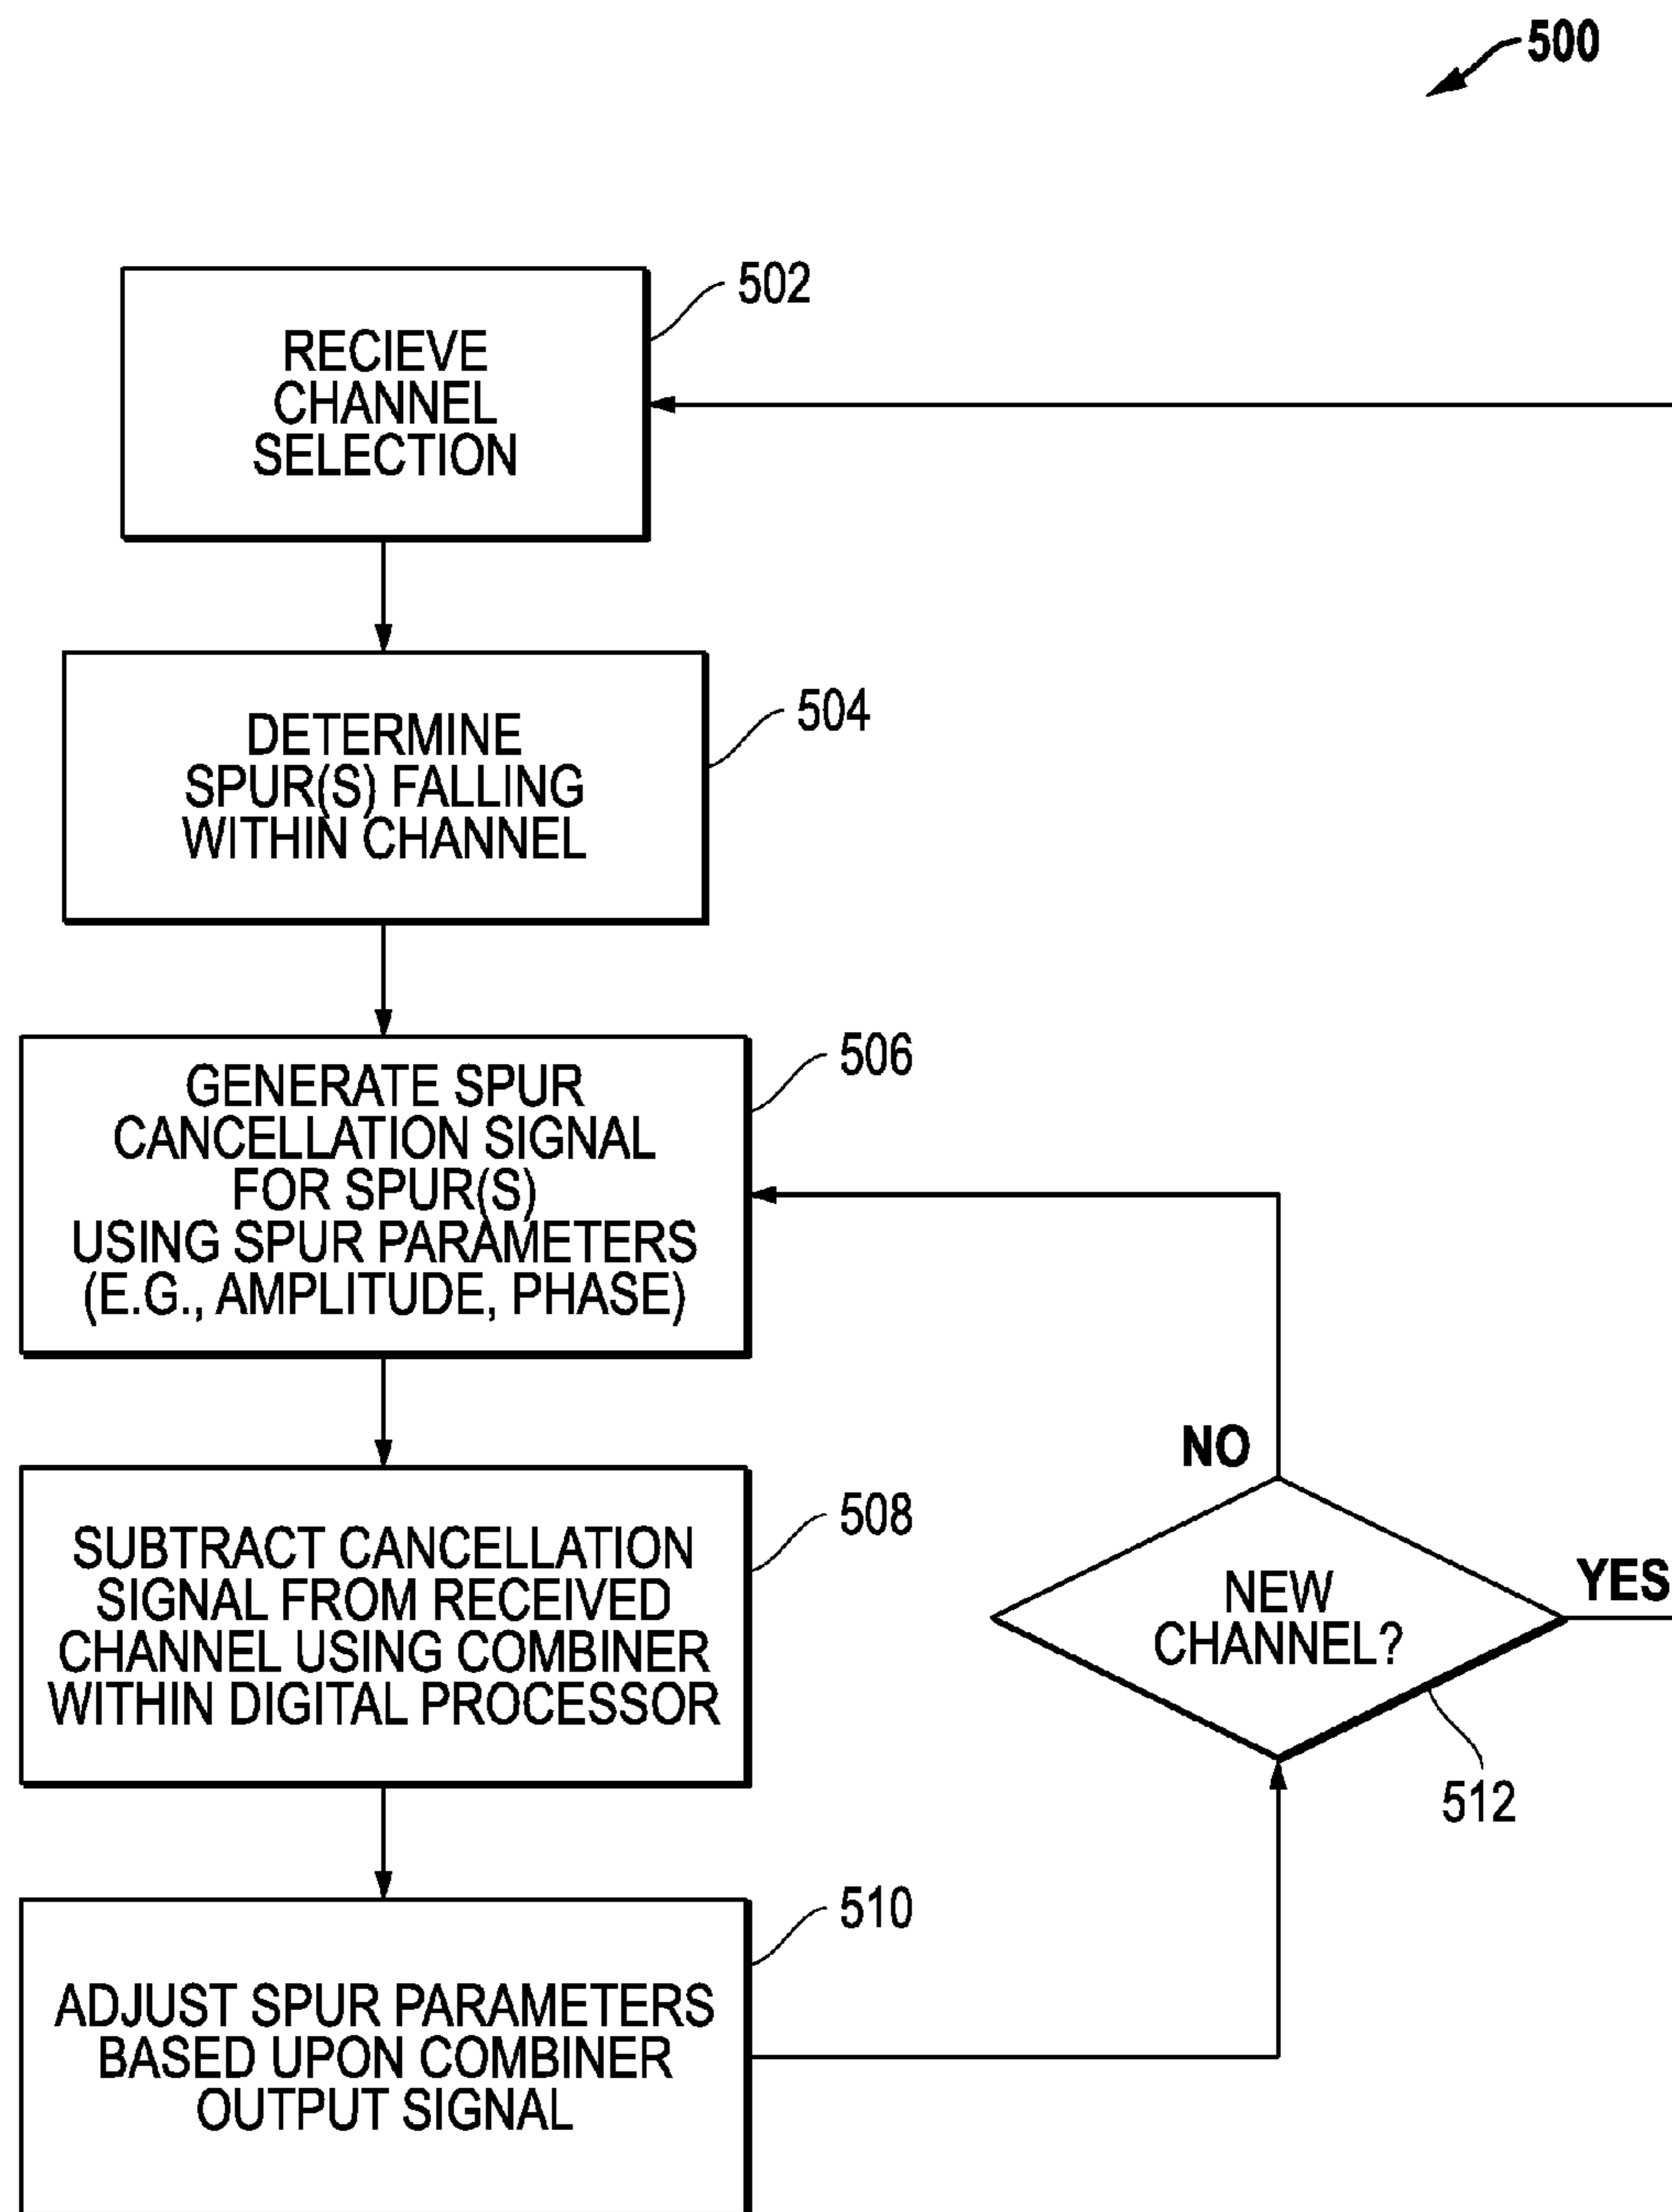 500
502
RECIEVE
CHANNEL
SELECTION
504
DETERMINE
SPUR(S) FALLING
WITHIN CHANNEL
506
GENERATE SPUR
CANCELLATION SIGNAL
FOR SPUR(S)
USING SPUR PARAMETERS
(E.G., AMPLITUDE, PHASE)
508
SUBTRACT CANCELLATION
SIGNAL FROM RECEIVED
CHANNEL USING COMBINER
WITHIN DIGITAL PROCESSOR
NO
YES
NEW
CHANNEL?
512
510
ADJUST SPUR PARAMETERS
BASED UPON COMBINER
OUTPUT SIGNAL